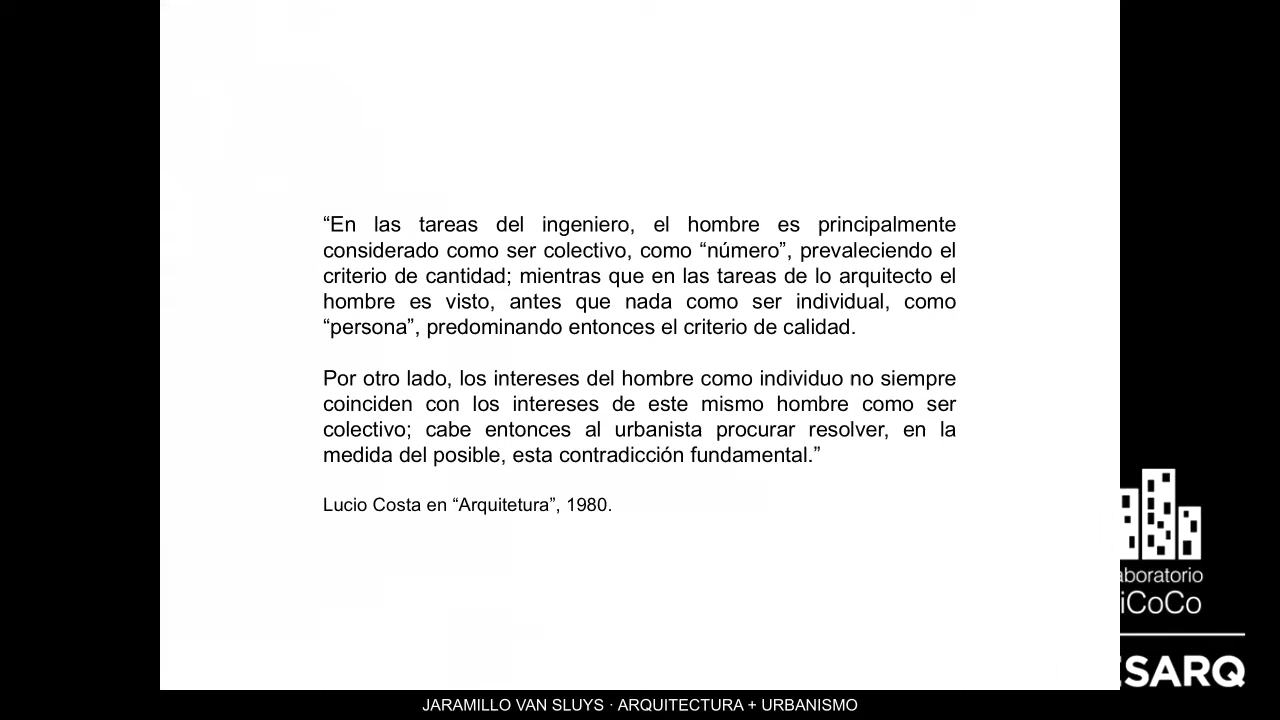 “En las tareas del ingeniero, el hombre es principalmente
considerado como ser colectivo, como “número”, prevaleciendo el
criterio de cantidad; mientras que en las tareas de lo arquitecto el
hombre es visto, antes que nada como ser individual, como
“persona”, predominando entonces el criterio de calidad.
Por otro lado, los intereses del hombre como individuo no siempre
coinciden con los intereses de este mismo hombre como ser
colectivo; cabe entonces al urbanista procurar resolver, en la
medida del posible, esta contradicción fundamental.”
Lucio Costa en “Arquitetura”, 1980.
aboratorio
iCoCo
SARQ
JARAMILLO VAN SLUYS · ARQUITECTURA + URBANISMO